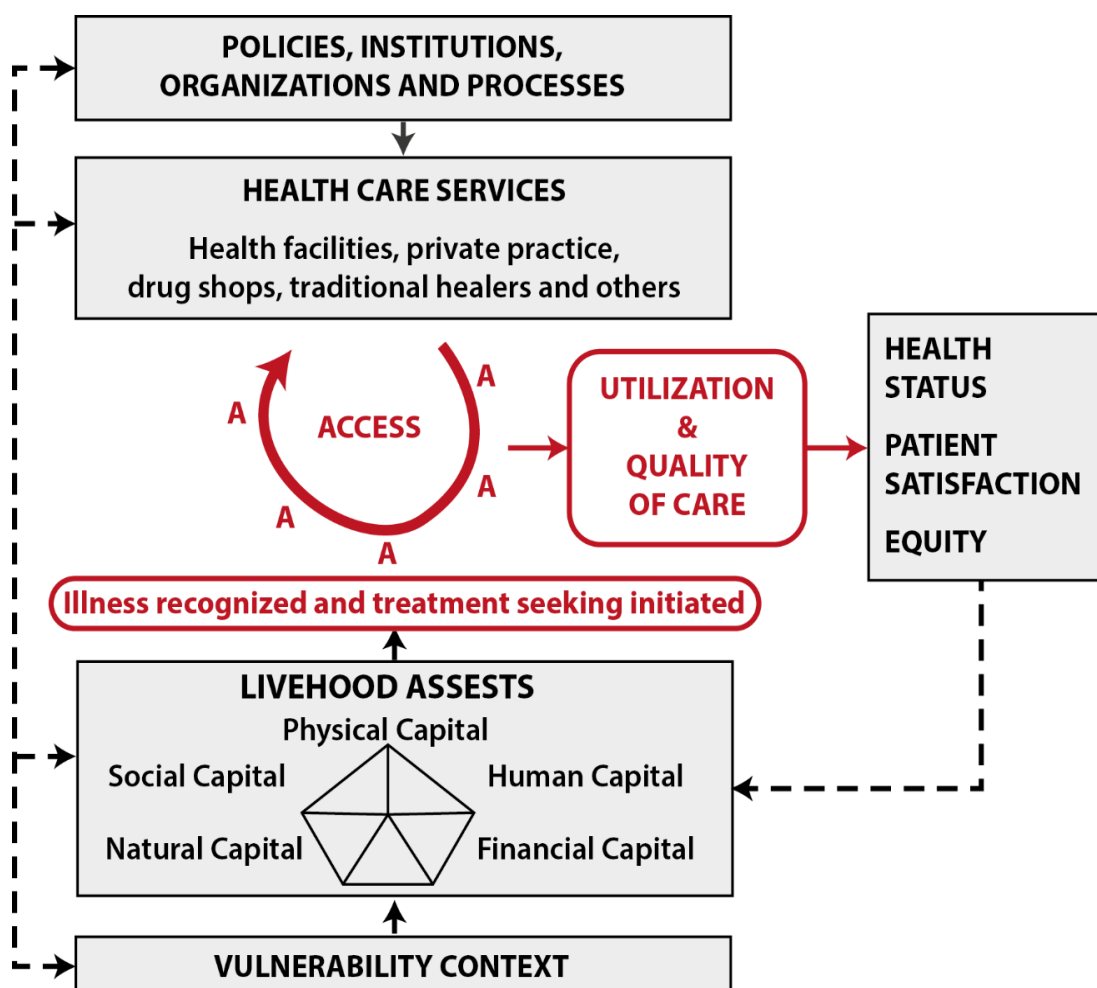 POLICIES, INSTITUTIONS,
ORGANIZATIONS AND PROCESSES
HEALTH CARE SERVICES
Health facilities, private practice,
drug shops, traditional healers and others
A
A
ACCESS
A
A
A
UTILIZATION
&
QUALITY
OF CARE
HEALTH
STATUS
PATIENT
SATISFACTION
EQUITY
Illness recognized and treatment seeking initiated
LIVEHOOD ASSESTS
Physical Capital
Social Capital
Human Capital
Natural Capital
Financial Capital
VULNERABILITY CONTEXT